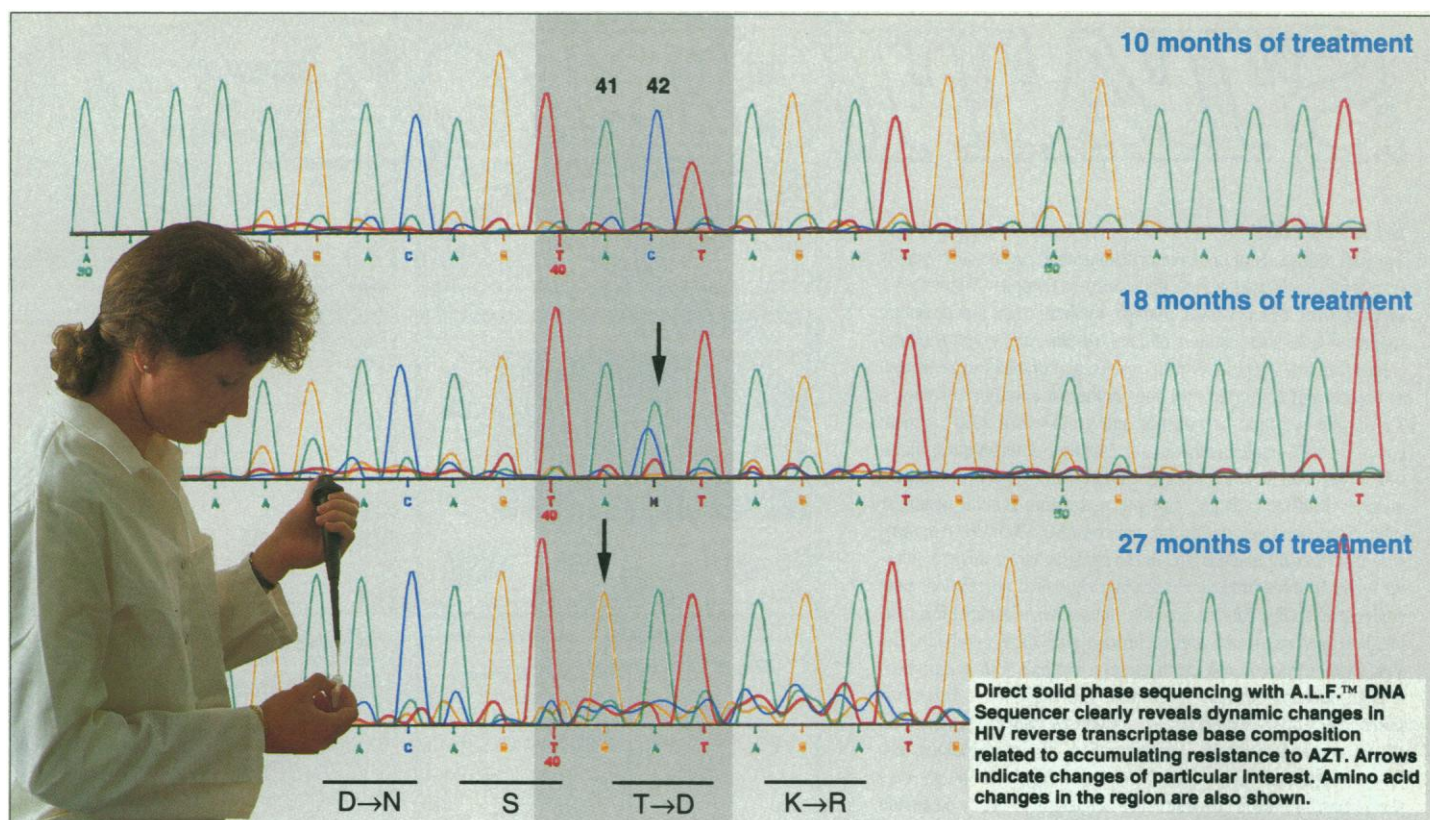 10 months of treatment
41 42
A G A C A G T A C T A G A T G G A G A A A A T
30 40 50
18 months of treatment
A A A C A G T A M T A G A T G G A G A A A A T
40 50
27 months of treatment
A A C A G T G A T A G A T G
40
D→N S T→D K→R
Direct solid phase sequencing with A.L.F.™ DNA
Sequencer clearly reveals dynamic changes in
HIV reverse transcriptase base composition
related to accumulating resistance to AZT. Arrows
indicate changes of particular interest. Amino acid
changes in the region are also shown.